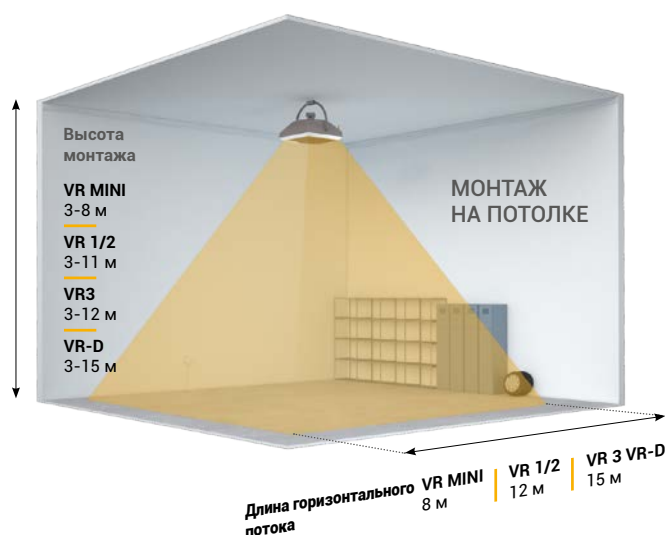 Высота
монтажа
VR MINI
3-8 м
VR 1/2
3-11 м
VR3
3-12 м
VR-D
3-15 м
МОНТАЖ
НА ПОТОЛКЕ
Длина горизонтального
потока
VR MINI
8 м
VR 1/2
12 м
VR 3 VR-D
15 м